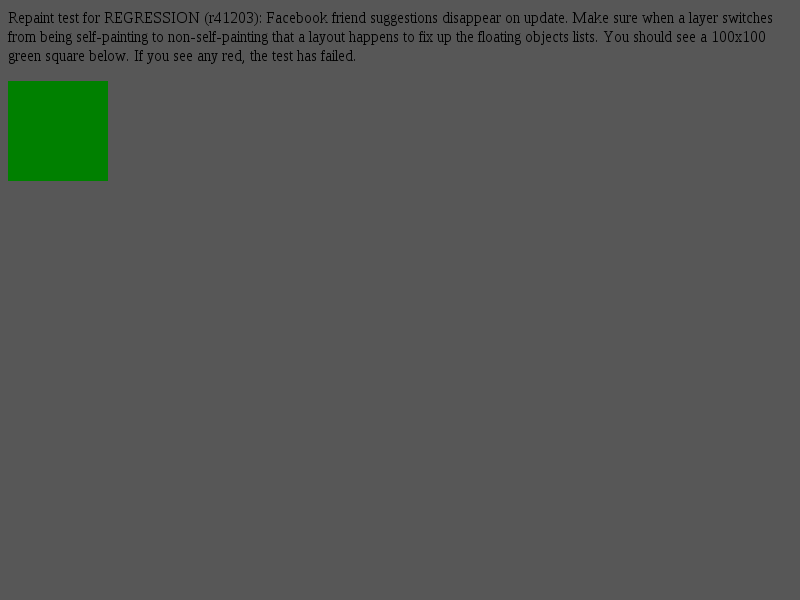 Repaint test for REGRESSION (r41203): Facebook friend suggestions disappear on update. Make sure when a layer switches
from being self-painting to non-self-painting that a layout happens to fix up the floating objects lists. You should see a 100x100
green square below. If you see any red, the test has failed.